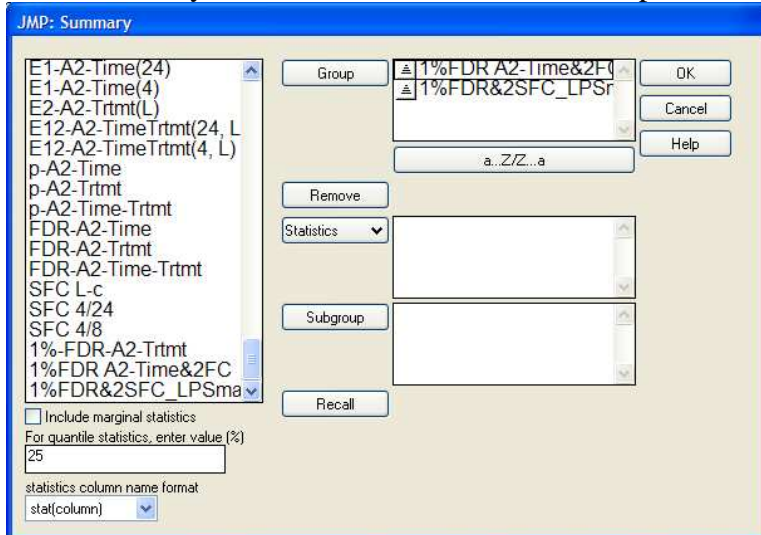 JMP: Summary
E1-A2-Time(24)
E1-A2-Time(4)
E2-A2-Trtmt(L)
E12-A2-TimeTrtmt(24, L
E12-A2-TimeTrtmt(4, L)
p-A2-Time
p-A2-Trtmt
p-A2-Time-Trtmt
FDR-A2-Time
FDR-A2-Trtmt
FDR-A2-Time-Trtmt
SFC L-c
SFC 4/24
SFC 4/8
1%-FDR-A2-Trtmt
1%FDR A2-Time&2FC
1%FDR&2SFC_LPSma
Include marginal statistics
For quantile statistics, enter value (%)
25
statistics column name format
stat(column)
Group
1%FDR A2-Time&2F(
1%FDR&2SFC_LPSr
a...Z/Z...a
Remove
Statistics
Subgroup
Recall
OK
Cancel
Help